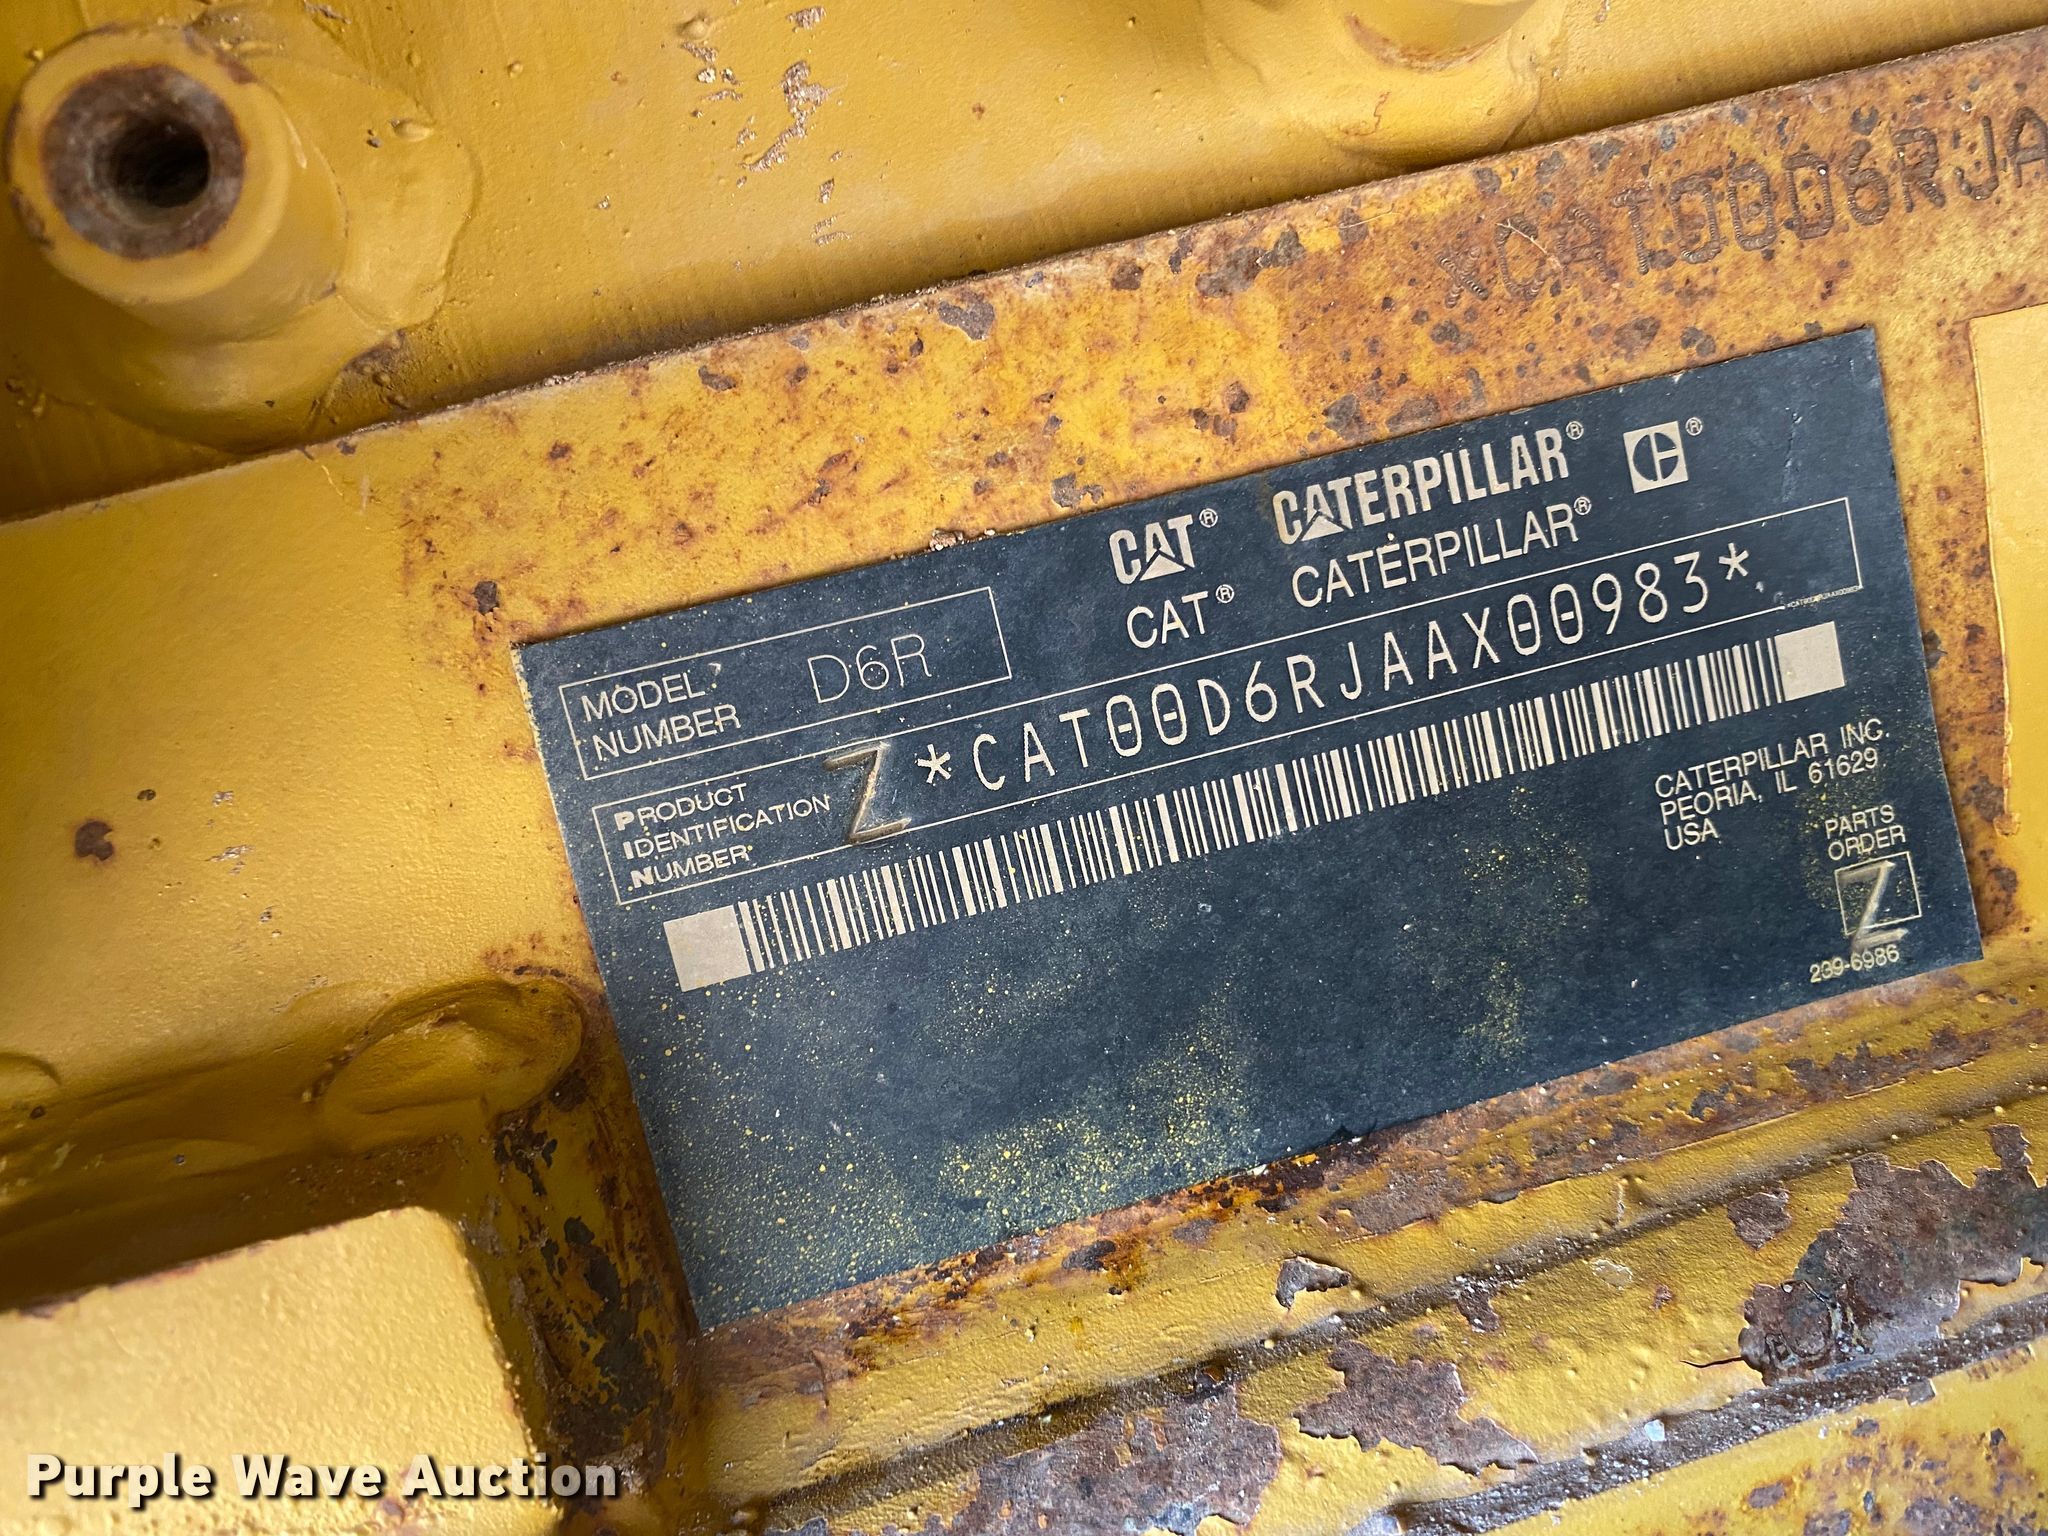 *CAT00D6RJA
CAT® CATERPILLAR® C®
CAT® CATERPILLAR®
MODEL NUMBER D6R
PRODUCT IDENTIFICATION NUMBER Z *CAT00D6RJAAX00983*
*CAT00D6RJAAX00983*
CATERPILLAR INC.
PEORIA, IL 61629
USA
PARTS
ORDER
Z
239-6986
Purple Wave Auction